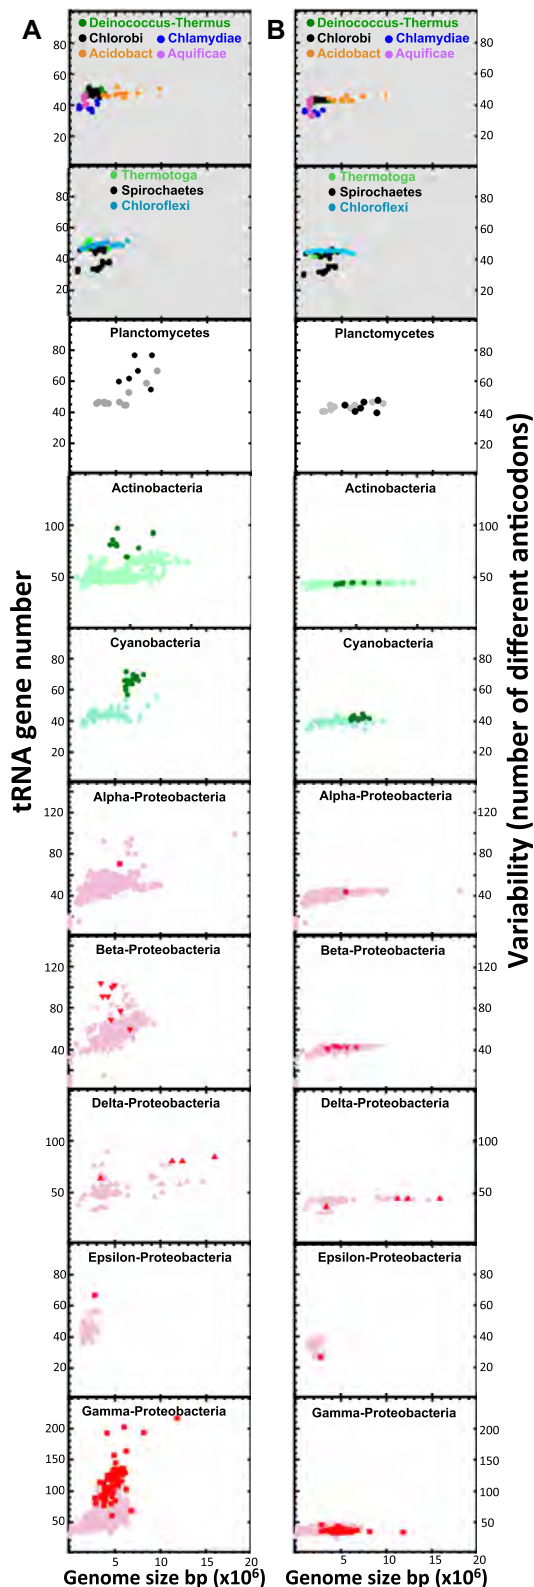 A
Deinococcus-Thermus
Chlorobi Chlamydiae
Acidobact Aquificae
80
60
40
20
Thermotoga
Spirochaetes
Chloroflexi
80
60
40
20
Planctomycetes
80
60
40
20
Actinobacteria
100
50
Cyanobacteria
80
60
40
20
Alpha-Proteobacteria
120
80
40
Beta-Proteobacteria
120
80
40
Delta-Proteobacteria
100
50
Epsilon-Proteobacteria
80
60
40
20
Gamma-Proteobacteria
200
150
100
50
5 10 15 20
Genome size bp (x10⁶)
tRNA gene number
B
Deinococcus-Thermus
Chlorobi Chlamydiae
Acidobact Aquificae
80
60
40
20
Thermotoga
Spirochaetes
Chloroflexi
80
60
40
20
Planctomycetes
80
60
40
20
Actinobacteria
100
50
Cyanobacteria
80
60
40
20
Alpha-Proteobacteria
120
80
40
Beta-Proteobacteria
120
80
40
Delta-Proteobacteria
100
50
Epsilon-Proteobacteria
80
60
40
20
Gamma-Proteobacteria
200
150
100
50
5 10 15 20
Genome size bp (x10⁶)
Variability (number of different anticodons)